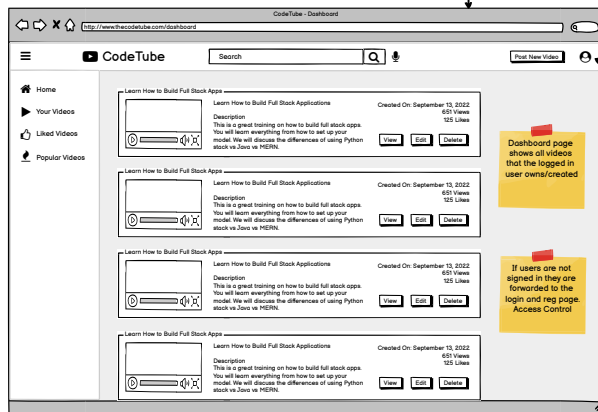 CodeTube - Dashboard
http://www.thecodetube.com/dashboard
CodeTube
Search
Post New Video
Home
Your Videos
Liked Videos
Popular Videos
Learn How to Build Full Stack Apps
Learn How to Build Full Stack Applications
Description
This is a great training on how to build full stack apps.
You will learn everything from how to set up your
model. We will discuss the differences of using Python
stack vs Java vs MERN.
Created On: September 13, 2022
651 Views
125 Likes
View
Edit
Delete
Learn How to Build Full Stack Apps
Learn How to Build Full Stack Applications
Description
This is a great training on how to build full stack apps.
You will learn everything from how to set up your
model. We will discuss the differences of using Python
stack vs Java vs MERN.
Created On: September 13, 2022
651 Views
125 Likes
View
Edit
Delete
Learn How to Build Full Stack Apps
Learn How to Build Full Stack Applications
Description
This is a great training on how to build full stack apps.
You will learn everything from how to set up your
model. We will discuss the differences of using Python
stack vs Java vs MERN.
Created On: September 13, 2022
651 Views
125 Likes
View
Edit
Delete
Learn How to Build Full Stack Apps
Learn How to Build Full Stack Applications
Description
This is a great training on how to build full stack apps.
You will learn everything from how to set up your
model. We will discuss the differences of using Python
stack vs Java vs MERN.
Created On: September 13, 2022
651 Views
125 Likes
View
Edit
Delete
Dashboard page
shows all videos
that the logged in
user owns/created
If users are not
signed in they are
forwarded to the
login and reg page.
Access Control